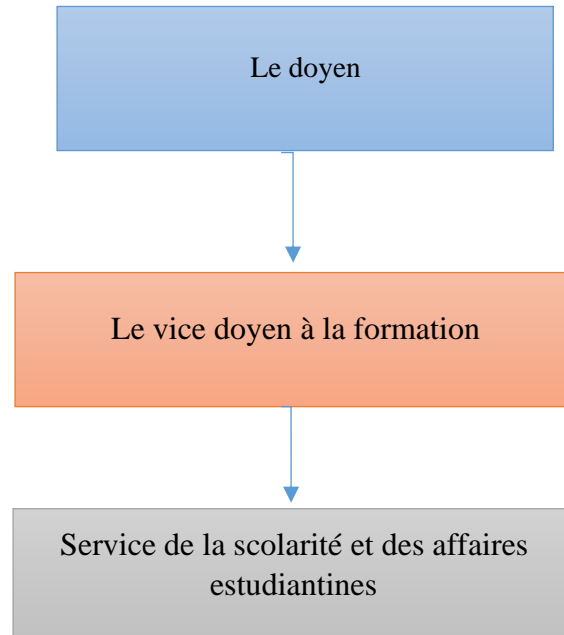 Le doyen
Le vice doyen à la formation
Service de la scolarité et des affaires
estudiantines